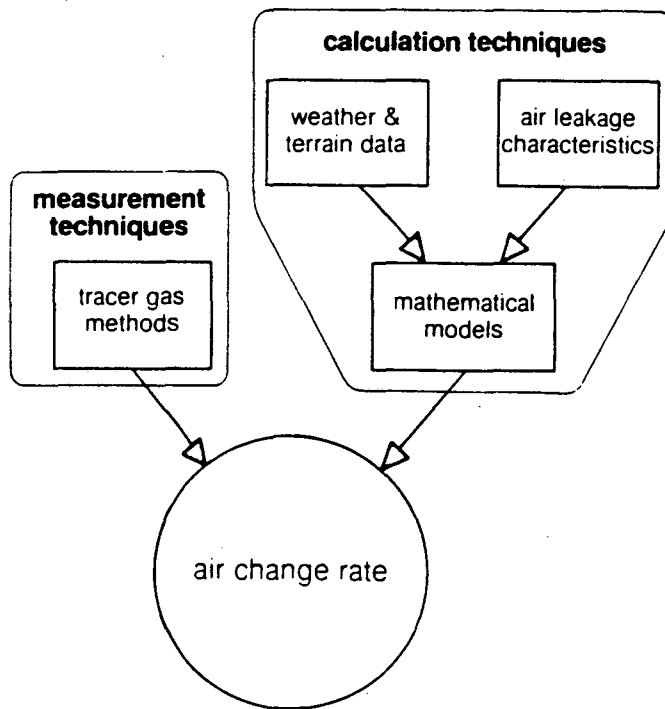 calculation techniques
weather &
terrain data
air leakage
characteristics
measurement
techniques
tracer gas
methods
mathematical
models
air change rate